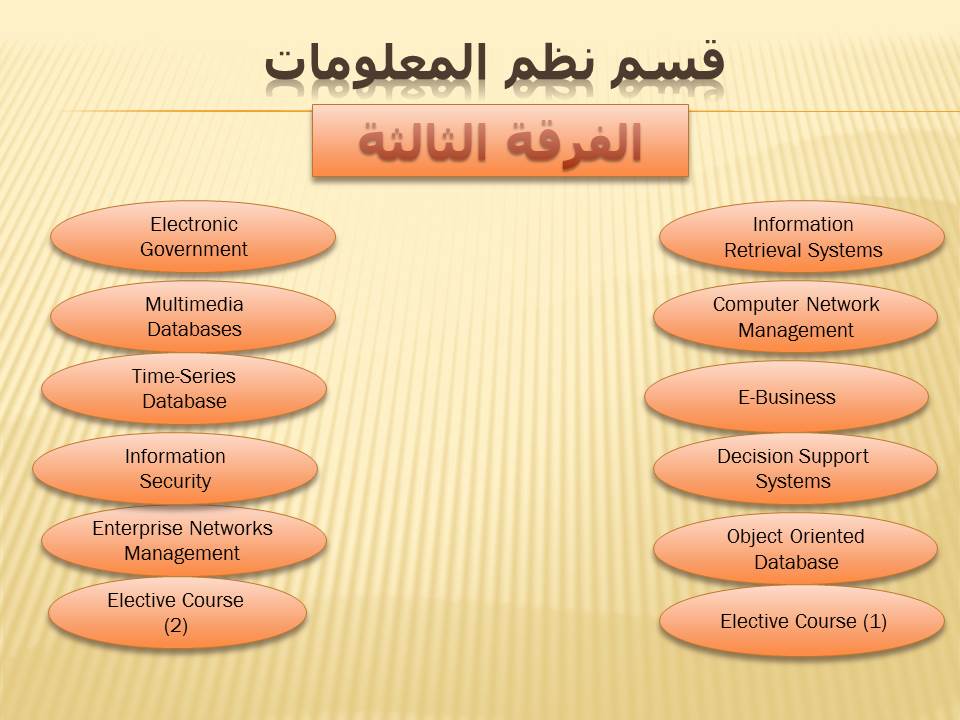 قسم نظم المعلومات
الفرقة الثالثة
Information
Retrieval Systems
Computer Network
Management
E-Business
Decision Support
Systems
Object Oriented
Database
Elective Course (1)
Electronic
Government
Multimedia
Databases
Time-Series
Database
Information
Security
Enterprise Networks
Management
Elective Course
(2)